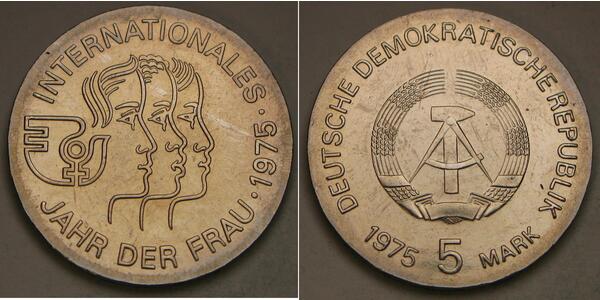 INTERNATIONALES · 1975 ·
JAHR DER FRAU
DEUTSCHE DEMOKRATISCHE REPUBLIK
1975 5 MARK